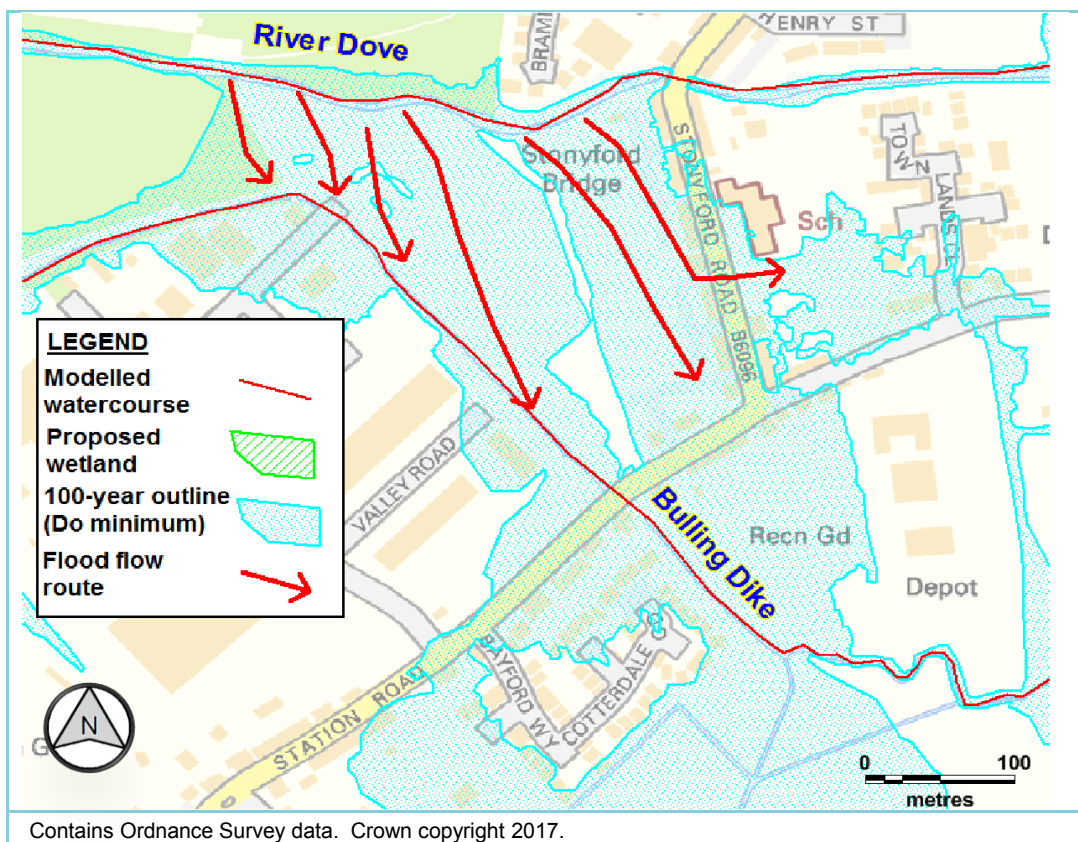 River Dove
BRAM
HENRY ST
Stonyford
Bridge
STONYFORD ROAD B6096
Sch
TOWN
LANDS CL
D
LEGEND
Modelled
watercourse
Proposed
wetland
100-year outline
(Do minimum)
Flood flow
route
VALLEY ROAD
Bulling Dike
Recn Gd
Depot
BAYFORD WY
COTTERDALE
STATION ROAD
N
G
0 100
metres
Contains Ordnance Survey data. Crown copyright 2017.